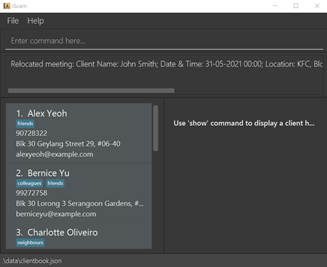 iScam
File Help
Enter command here...
Relocated meeting: Client Name: John Smith; Date & Time: 31-05-2021 00:00; Location: KFC, Blc
1. Alex Yeoh
friends
90728322
Blk 30 Geylang Street 29, #06-40
alexyeoh@example.com
2. Bernice Yu
colleagues friends
99272758
Blk 30 Lorong 3 Serangoon Gardens, #...
berniceyu@example.com
3. Charlotte Oliveiro
neighbours
Use 'show' command to display a client h...
.\data\clientbook.json